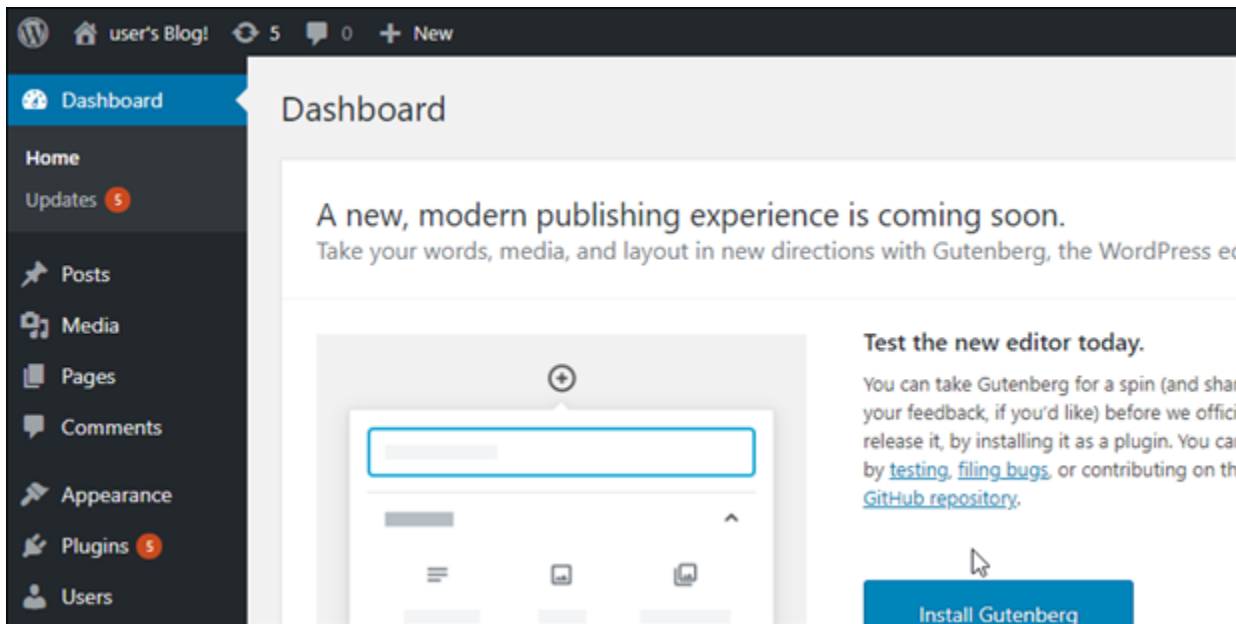 user's Blog! 5 0 + New
Dashboard
Home
Updates 5
Posts
Media
Pages
Comments
Appearance
Plugins 5
Users
Dashboard
A new, modern publishing experience is coming soon.
Take your words, media, and layout in new directions with Gutenberg, the WordPress
Test the new editor today.
You can take Gutenberg for a spin (and
your feedback, if you'd like) before we
release it, by installing it as a plugin. You
by testing, filing bugs, or contributing on
GitHub repository.
Install Gutenberg